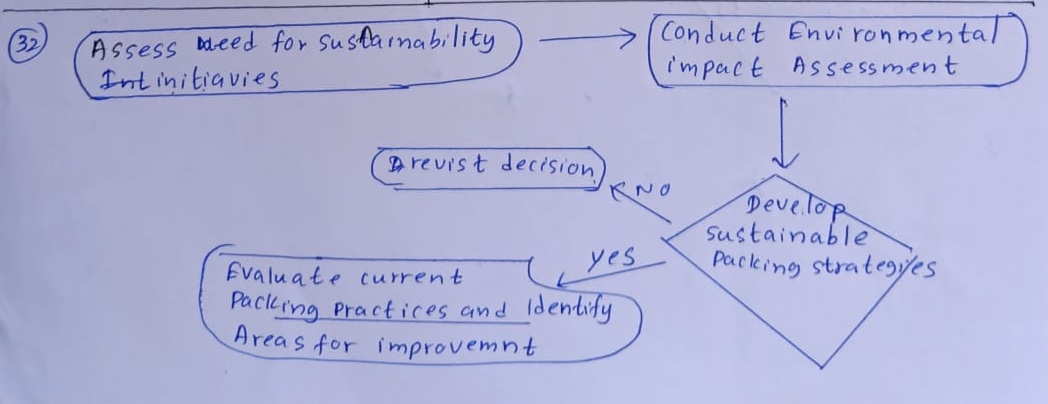 32
Assess need for sustainability
Intinitiavies
Conduct Environmental
impact Assessment
revist decision
NO
Develop
sustainable
Packing strategies
yes
Evaluate current
Packing Practices and Identify
Areas for improvemnt